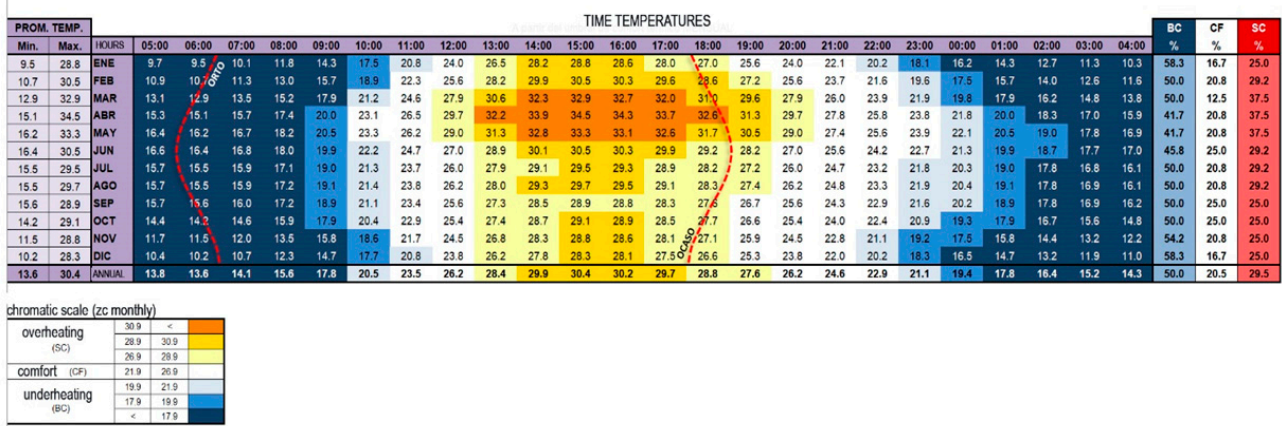 TIME TEMPERATURES
PROM. TEMP. BC CF SC
Min. Max. HOURS 05:00 06:00 07:00 08:00 09:00 10:00 11:00 12:00 13:00 14:00 15:00 16:00 17:00 18:00 19:00 20:00 21:00 22:00 23:00 00:00 01:00 02:00 03:00 04:00 % % %
9.5 28.8 ENE 9.7 9.5 10.1 11.8 14.3 17.5 20.8 24.0 26.5 28.2 28.8 28.6 28.0 27.0 25.6 24.0 22.1 20.2 18.1 16.2 14.3 12.7 11.3 10.3 58.3 16.7 25.0
ORTO
10.7 30.5 FEB 10.9 11.3 13.0 15.7 18.9 22.3 25.6 28.2 29.9 30.5 30.3 29.6 28.6 27.2 25.6 23.7 21.6 19.6 17.5 15.7 14.0 12.6 11.6 50.0 20.8 29.2
12.9 32.9 MAR 13.1 12.9 13.5 15.2 17.9 21.2 24.6 27.9 30.6 32.3 32.9 32.7 32.0 31.0 29.6 27.9 26.0 23.9 21.9 19.8 17.9 16.2 14.8 13.8 50.0 12.5 37.5
15.1 34.5 ABR 15.3 15.1 15.7 17.4 20.0 23.1 26.5 29.7 32.2 33.9 34.5 34.3 33.7 32.6 31.3 29.7 27.8 25.8 23.8 21.8 20.0 18.3 17.0 15.9 41.7 20.8 37.5
16.2 33.3 MAY 16.4 16.2 16.7 18.2 20.5 23.3 26.2 29.0 31.3 32.8 33.3 33.1 32.6 31.7 30.5 29.0 27.4 25.6 23.9 22.1 20.5 19.0 17.8 16.9 41.7 20.8 37.5
16.4 30.5 JUN 16.6 16.4 16.8 18.0 19.9 22.2 24.7 27.0 28.9 30.1 30.5 30.3 29.9 29.2 28.2 27.0 25.6 24.2 22.7 21.3 19.9 18.7 17.7 17.0 45.8 25.0 29.2
15.5 29.5 JUL 15.7 15.5 15.9 17.1 19.0 21.3 23.7 26.0 27.9 29.1 29.5 29.3 28.9 28.2 27.2 26.0 24.7 23.2 21.8 20.3 19.0 17.8 16.8 16.1 50.0 20.8 29.2
15.5 29.7 AGO 15.7 15.5 15.9 17.2 19.1 21.4 23.8 26.2 28.0 29.3 29.7 29.5 29.1 28.3 27.4 26.2 24.8 23.3 21.9 20.4 19.1 17.8 16.9 16.1 50.0 20.8 29.2
15.6 28.9 SEP 15.7 15.6 16.0 17.2 18.9 21.1 23.4 25.6 27.3 28.5 28.9 28.8 28.3 27.6 26.7 25.6 24.3 22.9 21.6 20.2 18.9 17.8 16.9 16.2 50.0 25.0 25.0
14.2 29.1 OCT 14.4 14.2 14.6 15.9 17.9 20.4 22.9 25.4 27.4 28.7 29.1 28.9 28.5 27.7 26.6 25.4 24.0 22.4 20.9 19.3 17.9 16.7 15.6 14.8 50.0 25.0 25.0
11.5 28.8 NOV 11.7 11.5 12.0 13.5 15.8 18.6 21.7 24.5 26.8 28.3 28.8 28.6 28.1 27.1 25.9 24.5 22.8 21.1 19.2 17.5 15.8 14.4 13.2 12.2 54.2 20.8 25.0
OCASO
10.2 28.3 DIC 10.4 10.2 10.7 12.3 14.7 17.7 20.8 23.8 26.2 27.8 28.3 28.1 27.5 26.6 25.3 23.8 22.0 20.2 18.3 16.5 14.7 13.2 11.9 11.0 58.3 16.7 25.0
13.6 30.4 ANNUAL 13.8 13.6 14.1 15.6 17.8 20.5 23.5 26.2 28.4 29.9 30.4 30.2 29.7 28.8 27.6 26.2 24.6 22.9 21.1 19.4 17.8 16.4 15.2 14.3 50.0 20.5 29.5
chromatic scale (zc monthly)
overheating
(SC)
30.9 <
28.9 30.9
26.9 28.9
comfort (CF) 21.9 26.9
underheating
(BC)
19.9 21.9
17.9 19.9
< 17.9